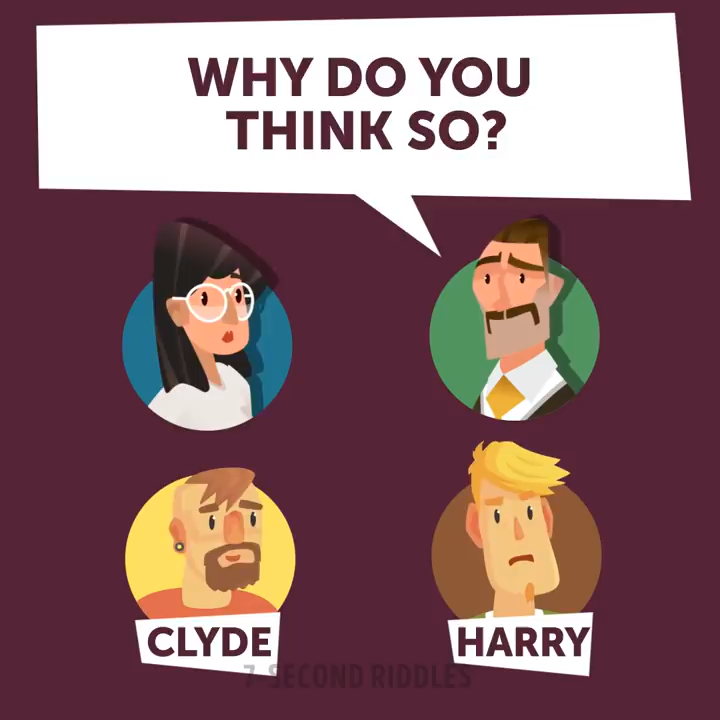 WHY DO YOU
THINK SO?
CLYDE
HARRY
7-SECOND RIDDLES